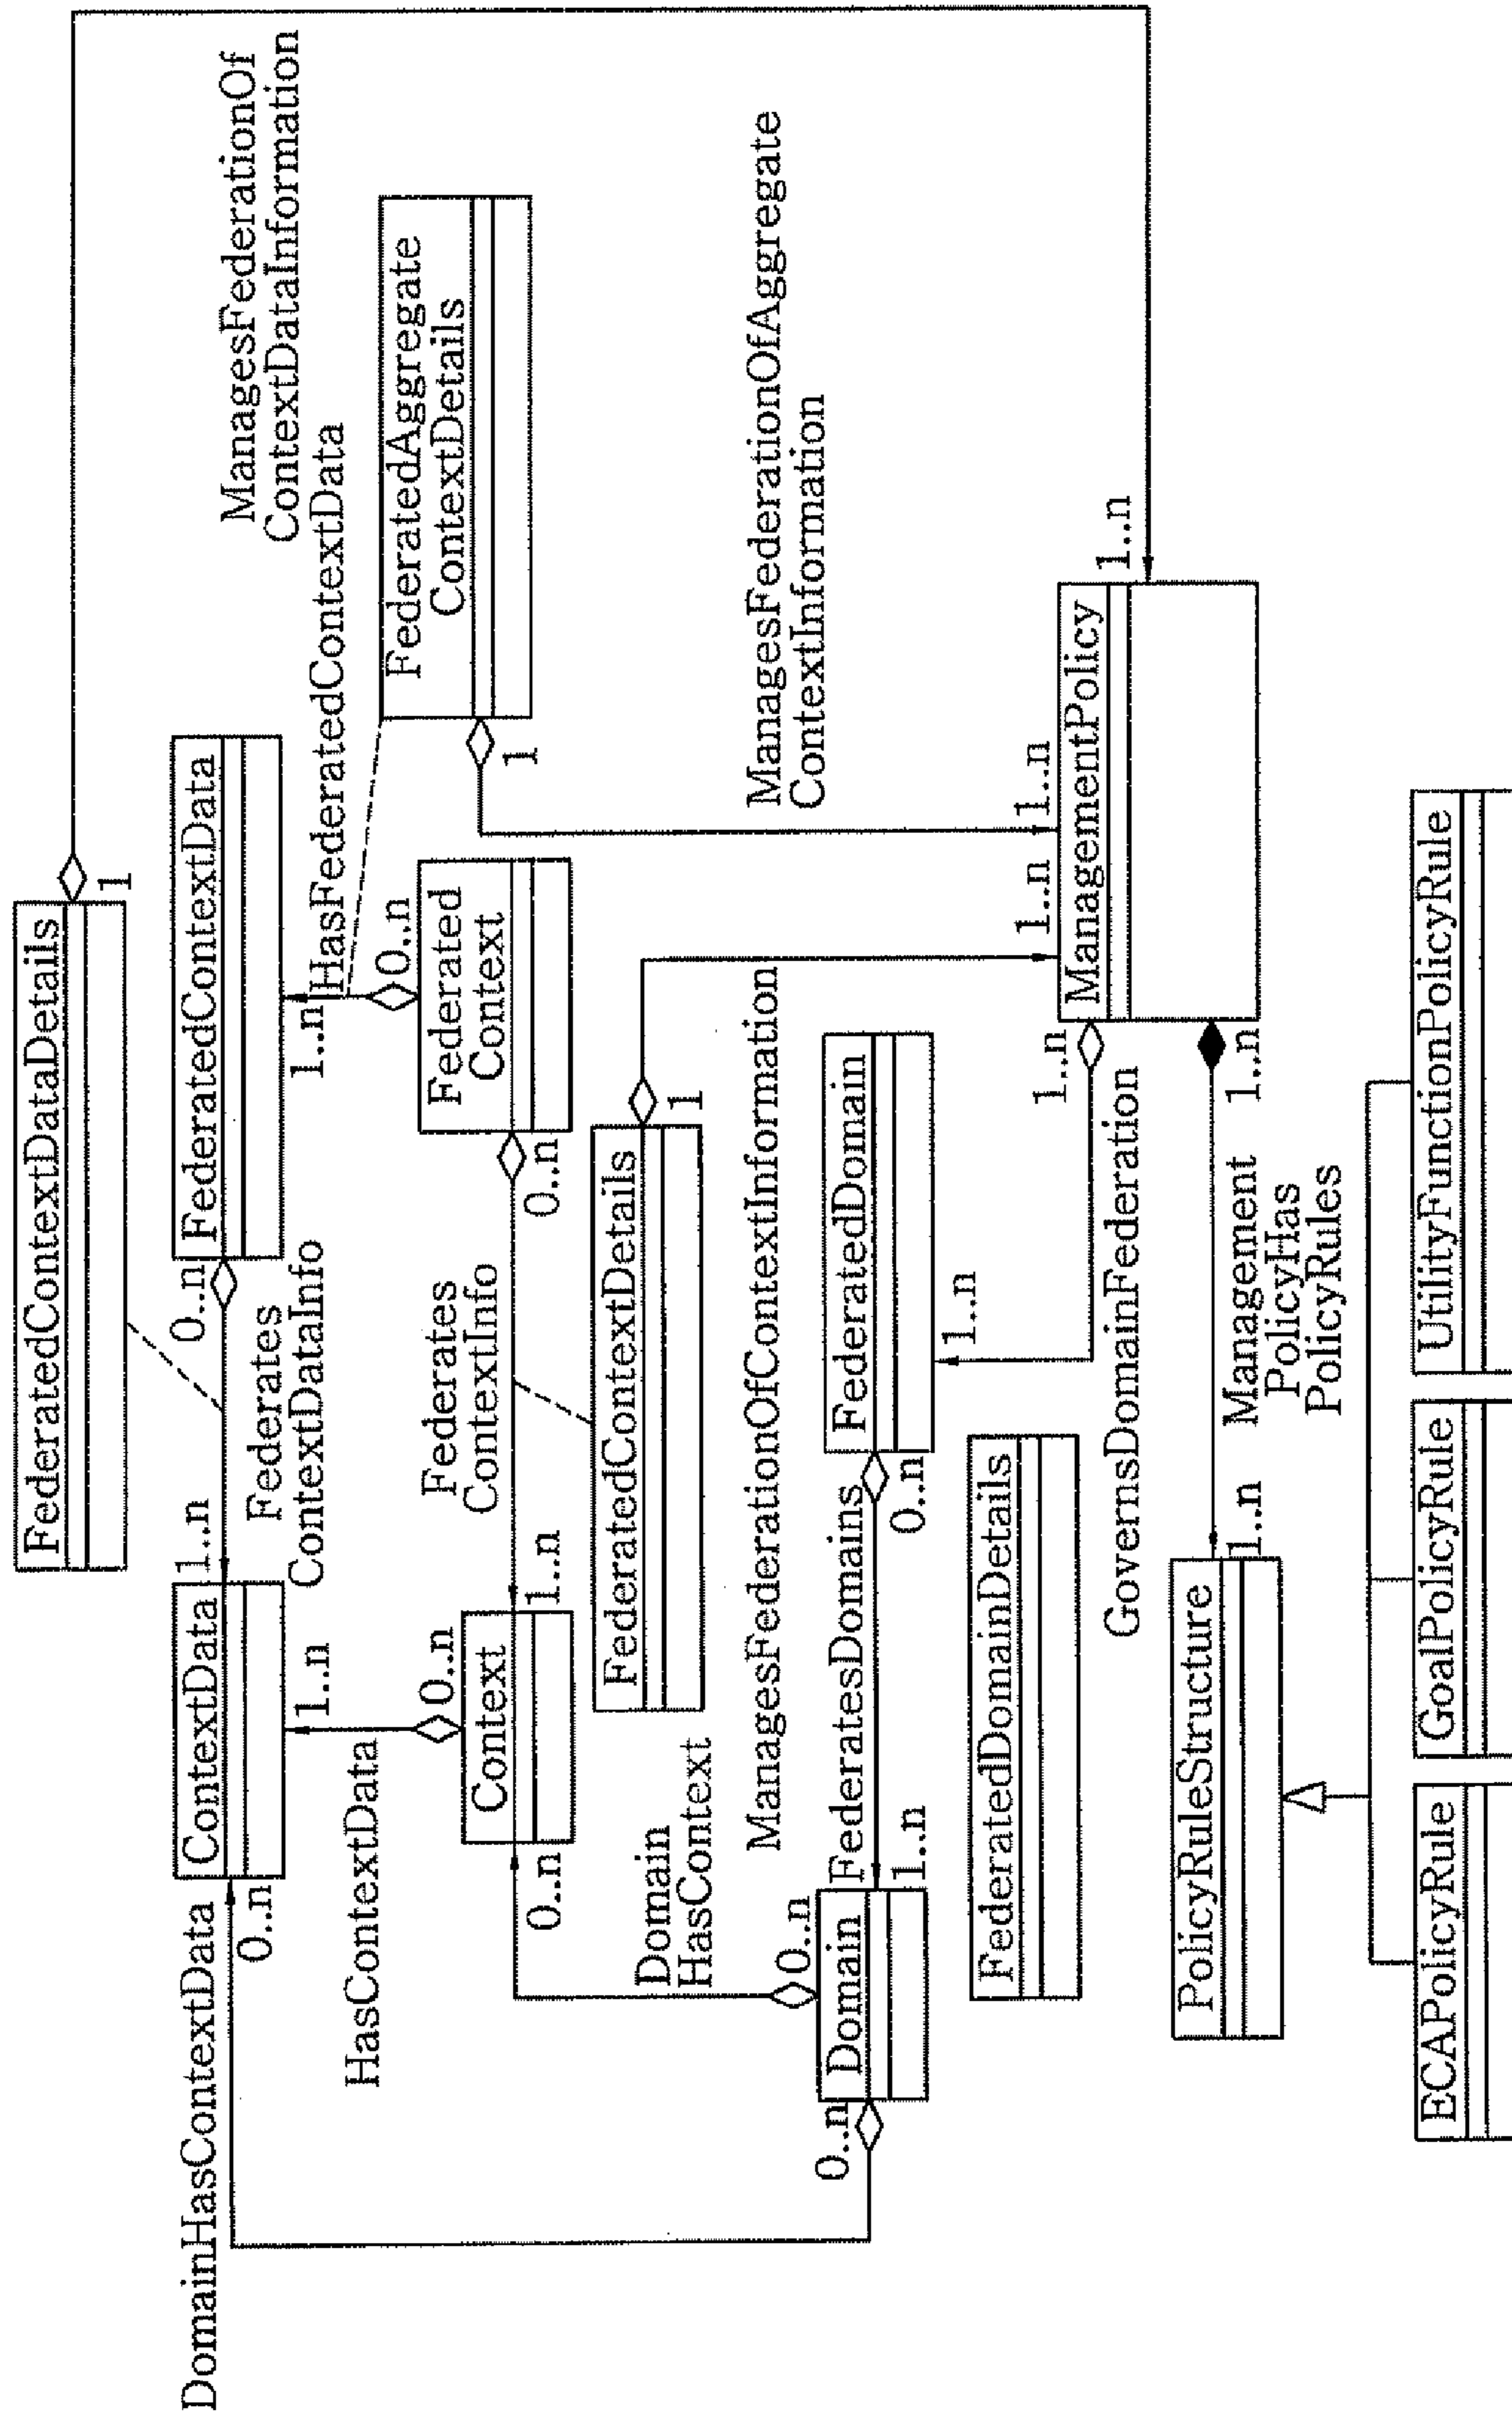 FederatedContextDataDetails
1
ManagesFederationOf
ContextDataInformation
DomainHasContextData
ContextData
0..n
1..n
Federates
ContextDataInfo
0..n
FederatedContextData
1..n
HasFederatedContextData
HasContextData
1..n
0..n
Context
0..n
1..n
Federates
ContextInfo
0..n
Federated
Context
0..n
FederatedAggregate
ContextDetails
1
Domain
HasContext
FederatedContextDetails
1
ManagesFederationOfContextInformation
ManagesFederationOfAggregate
ContextInformation
0..n
0..n
Domain
1..n
FederatesDomains
0..n
FederatedDomain
1..n
FederatedDomainDetails
GovernsDomainFederation
1..n
1..n
1..n
1..n
ManagementPolicy
1..n
PolicyRuleStructure
1..n
Management
PolicyHas
PolicyRules
ECAPolicyRule
GoalPolicyRule
UtilityFunctionPolicyRule